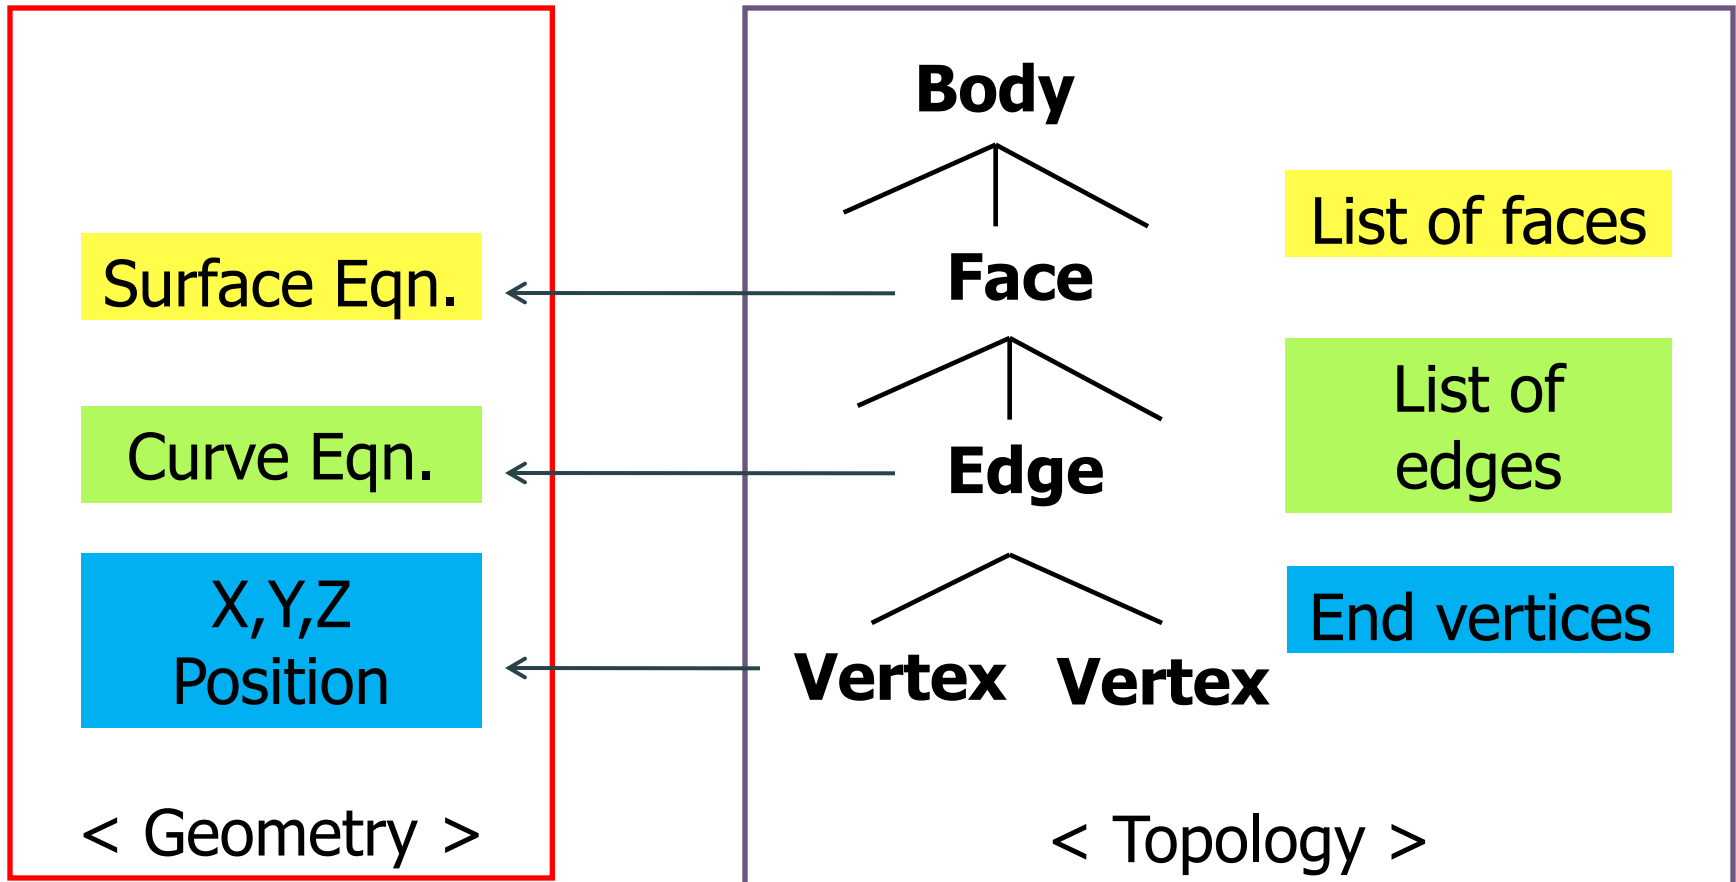 Surface Eqn.
Curve Eqn.
X,Y,Z
Position
< Geometry >
Body
Face
Edge
Vertex
Vertex
List of faces
List of
edges
End vertices
< Topology >